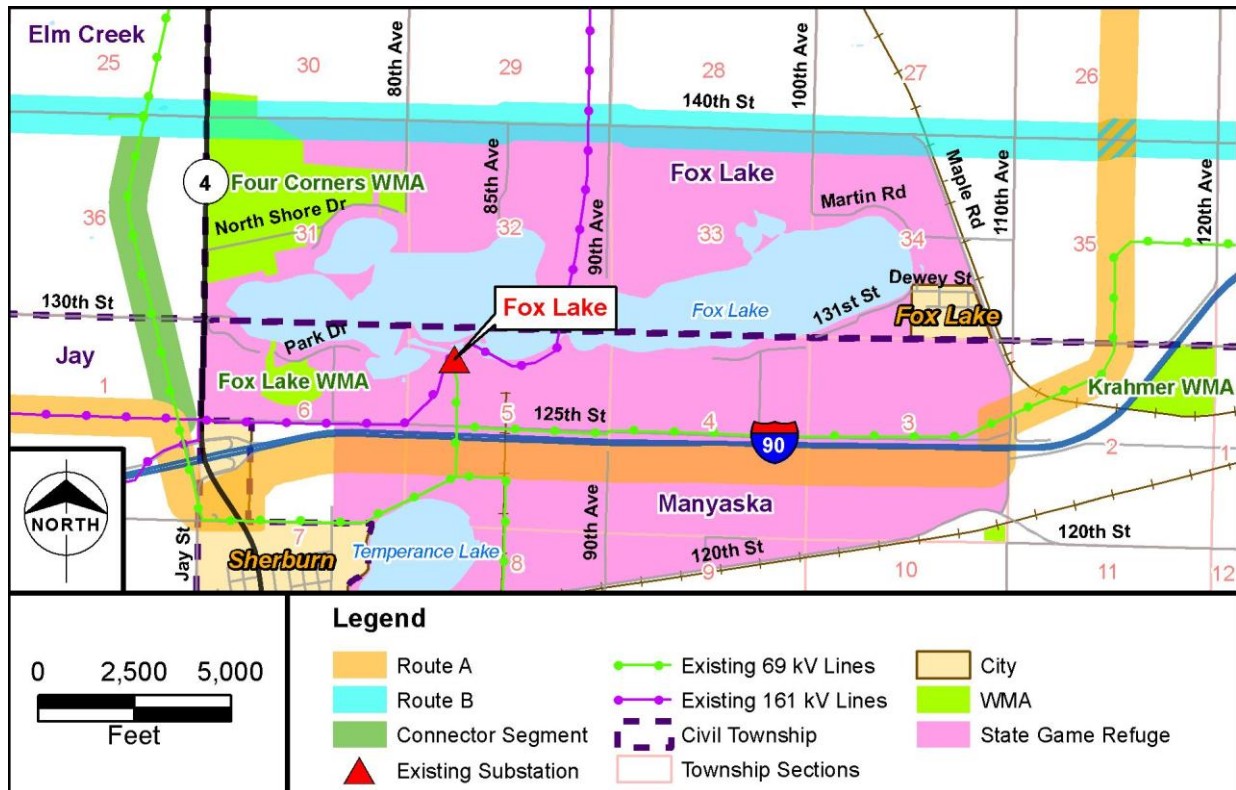 Elm Creek
25
30
29
28
27
26
80th Ave
100th Ave
140th St
4
Four Corners WMA
85th Ave
Fox Lake
Maple Rd
110th Ave
120th Ave
36
North Shore Dr
31
32
90th Ave
33
Martin Rd
34
35
Dewey St
130th St
Fox Lake
Fox Lake
131st St
Fox Lake
Park Dr
Jay
Fox Lake WMA
Krahmer WMA
1
6
5
125th St
4
3
90
2
1
NORTH
Manyaska
Jay St
7
Sherburn
Temperance Lake
8
90th Ave
9
120th St
10
120th St
11
12
Legend
0 2,500 5,000
Feet
Route A
Route B
Connector Segment
Existing Substation
Existing 69 kV Lines
Existing 161 kV Lines
Civil Township
Township Sections
City
WMA
State Game Refuge